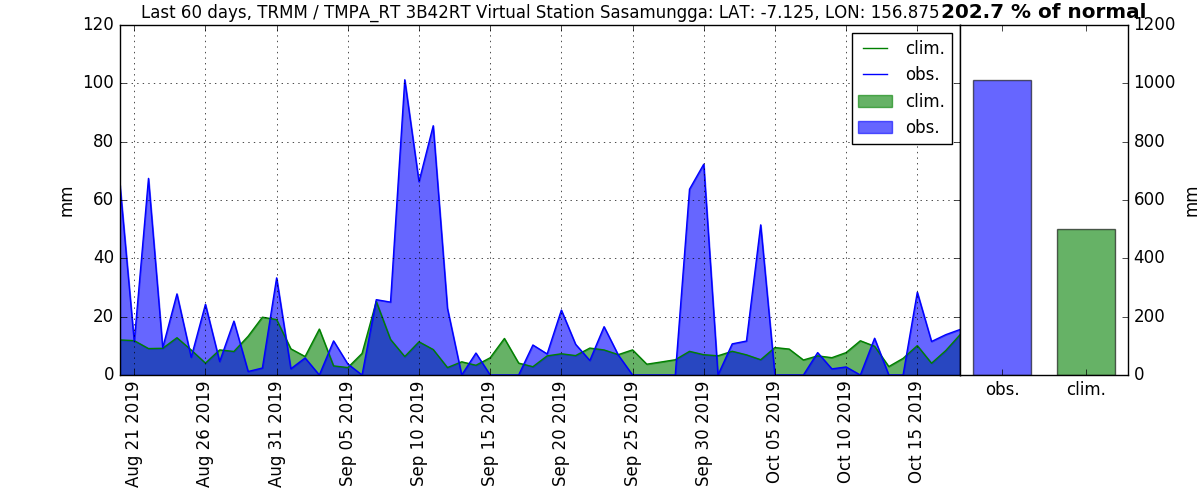 Last 60 days, TRMM / TMPA_RT 3B42RT Virtual Station Sasamungga: LAT: -7.125, LON: 156.875
202.7 % of normal
120
100
80
60
40
20
0
mm
clim.
obs.
clim.
obs.
1200
1000
800
600
400
200
0
mm
Aug 21 2019
Aug 26 2019
Aug 31 2019
Sep 05 2019
Sep 10 2019
Sep 15 2019
Sep 20 2019
Sep 25 2019
Sep 30 2019
Oct 05 2019
Oct 10 2019
Oct 15 2019
obs.
clim.